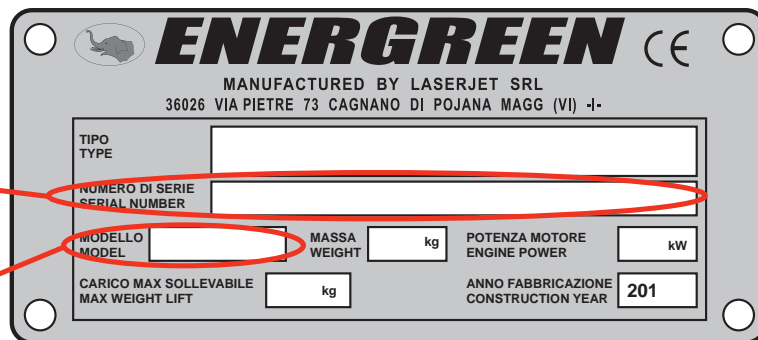 ENERGREEN CE
MANUFACTURED BY LASERJET SRL
36026 VIA PIETRE 73 CAGNANO DI POJANA MAGG (VI) -I-
TIPO
TYPE
NUMERO DI SERIE
SERIAL NUMBER
MODELLO
MODEL
MASSA
WEIGHT
kg
POTENZA MOTORE
ENGINE POWER
kW
CARICO MAX SOLLEVABILE
MAX WEIGHT LIFT
kg
ANNO FABBRICAZIONE
CONSTRUCTION YEAR
201